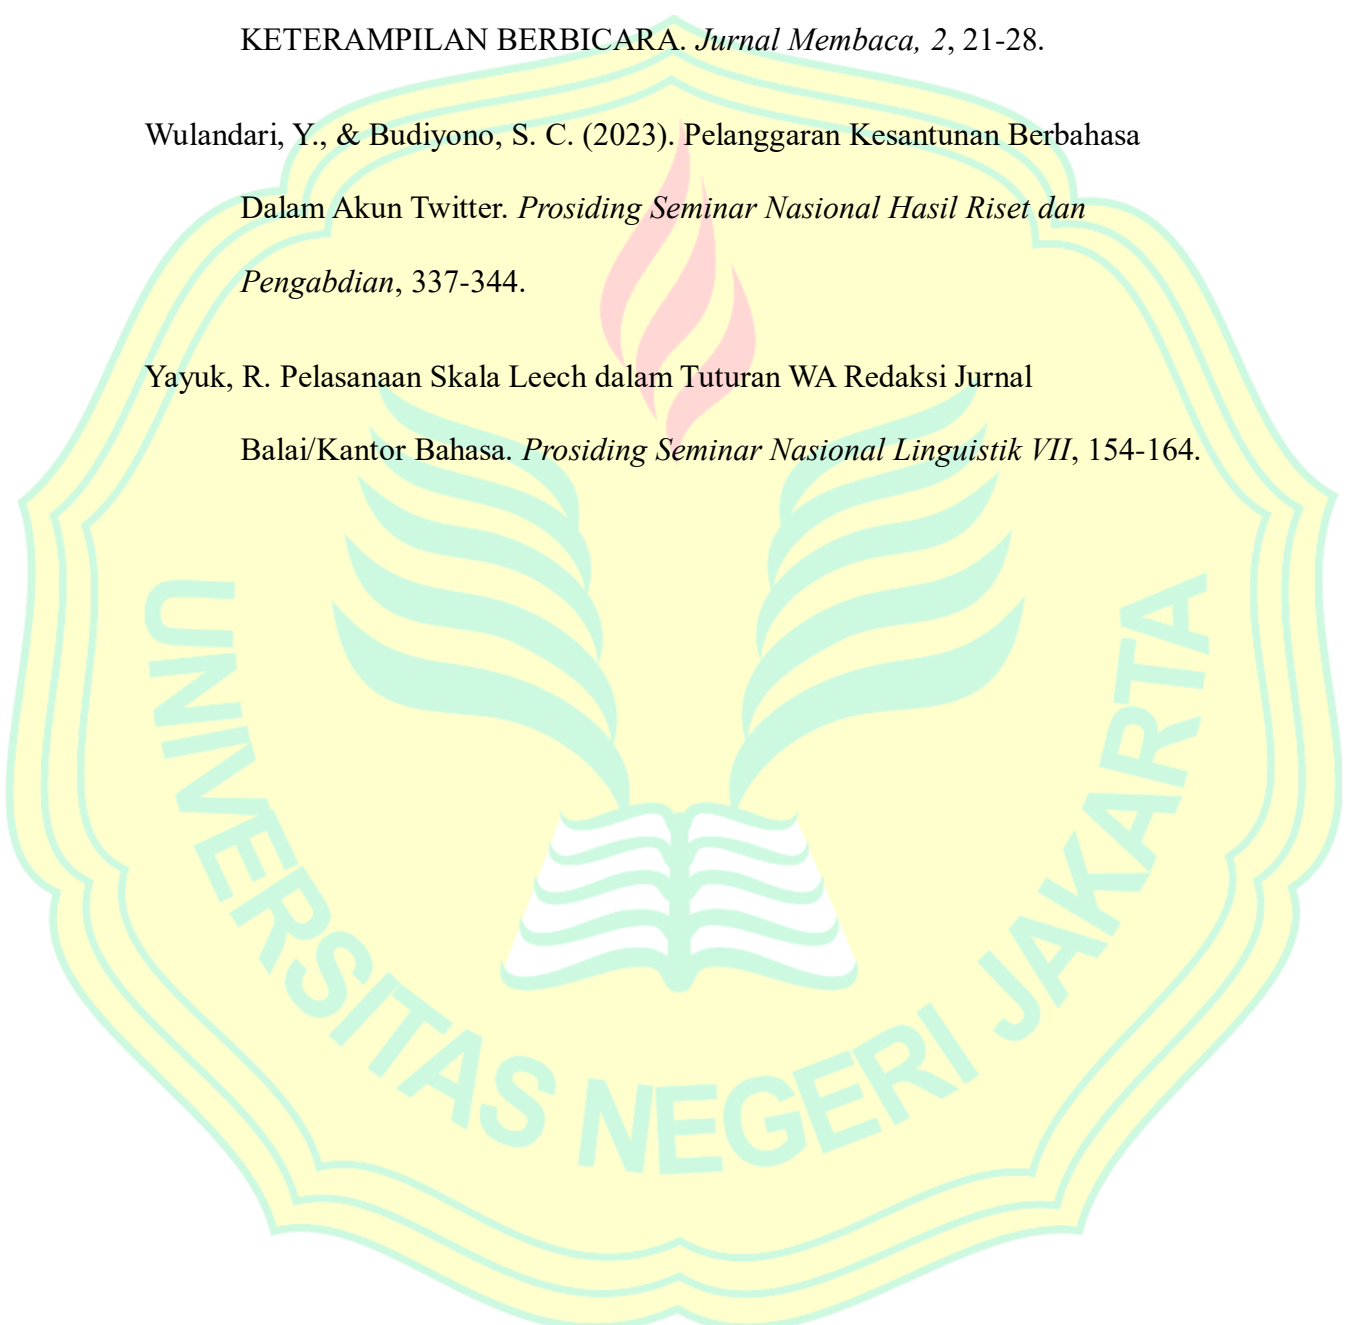 KETERAMPILAN BERBICARA. Jurnal Membaca, 2, 21-28.
Wulandari, Y., & Budiyono, S. C. (2023). Pelanggaran Kesantunan Berbahasa
Dalam Akun Twitter. Prosiding Seminar Nasional Hasil Riset dan
Pengabdian, 337-344.
Yayuk, R. Pelasanaan Skala Leech dalam Tuturan WA Redaksi Jurnal
Balai/Kantor Bahasa. Prosiding Seminar Nasional Linguistik VII, 154-164.
UNIVERSITAS NEGERI JAKARTA